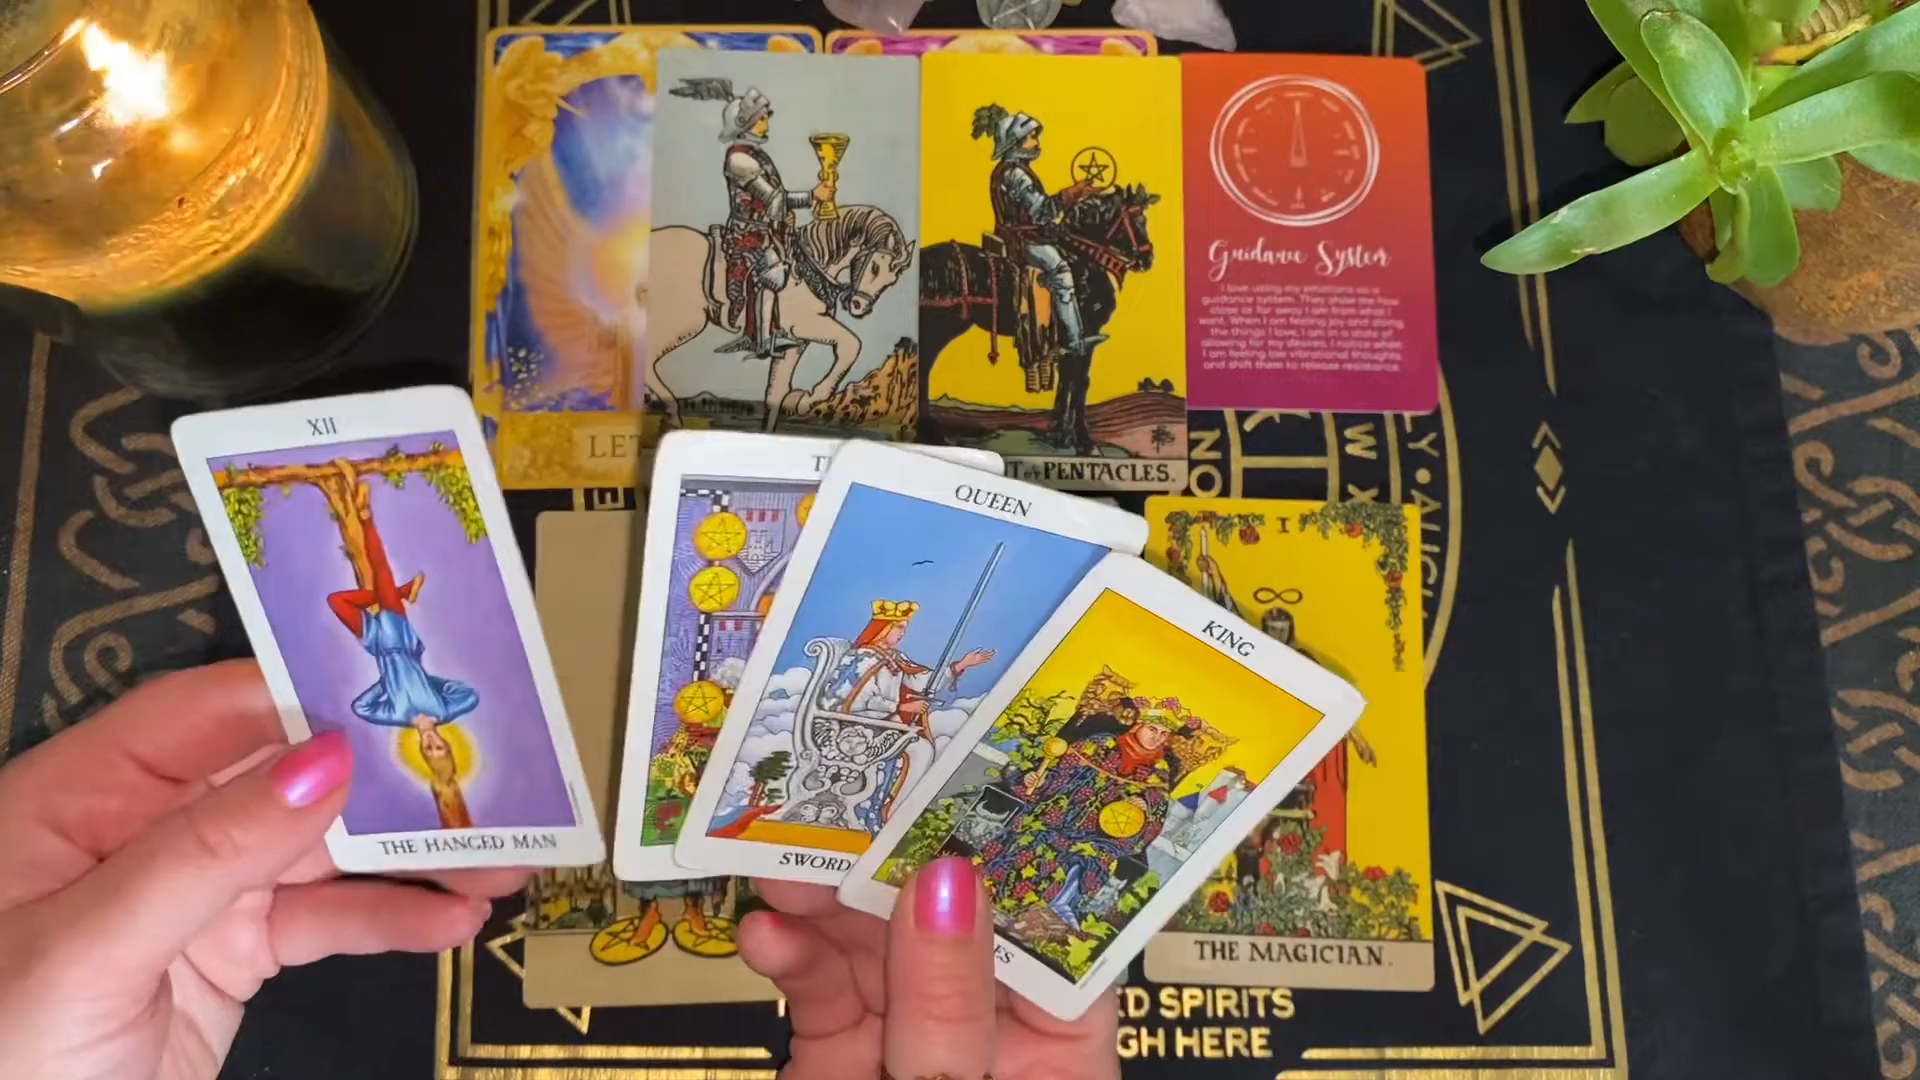 Guidance System
I love using my emotions as a
guidance system. They show me how
close or far away I am from what I
want. When I am feeling joy and doing
the things I love, I am in a state of
allowing for my desires. I notice when
I am feeling low vibrational thoughts
and shift them to release resistance.
LET
PENTACLES.
XII
THE HANGED MAN
QUEEN
SWORD
KING
ES
I
THE MAGICIAN.
NO
W X
LY
ED SPIRITS
GH HERE